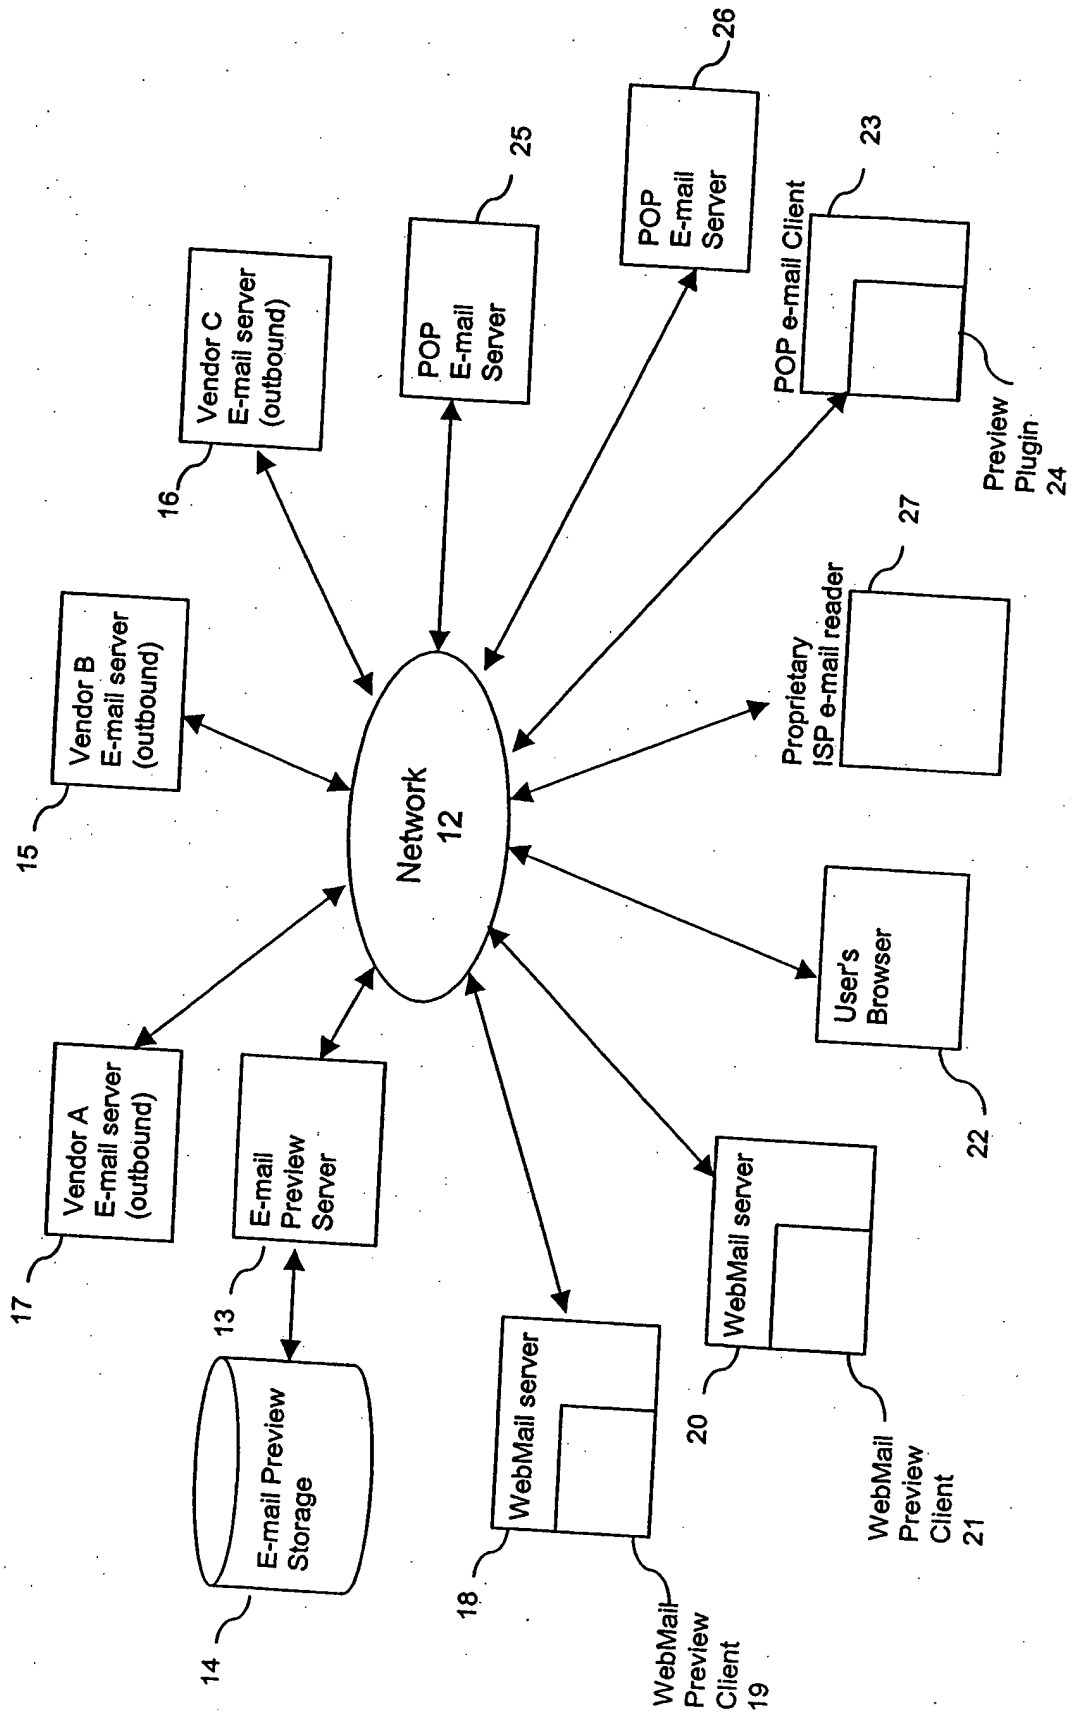 17
Vendor A
E-mail server
(outbound)
15
Vendor B
E-mail server
(outbound)
16
Vendor C
E-mail server
(outbound)
14
E-mail Preview
Storage
13
E-mail
Preview
Server
Network
12
POP
E-mail
Server
25
POP
E-mail
Server
26
18
WebMail server
WebMail
Preview
Client
19
20
WebMail server
WebMail
Preview
Client
21
User's
Browser
22
Proprietary
ISP e-mail reader
27
POP e-mail Client
23
Preview
Plugin
24